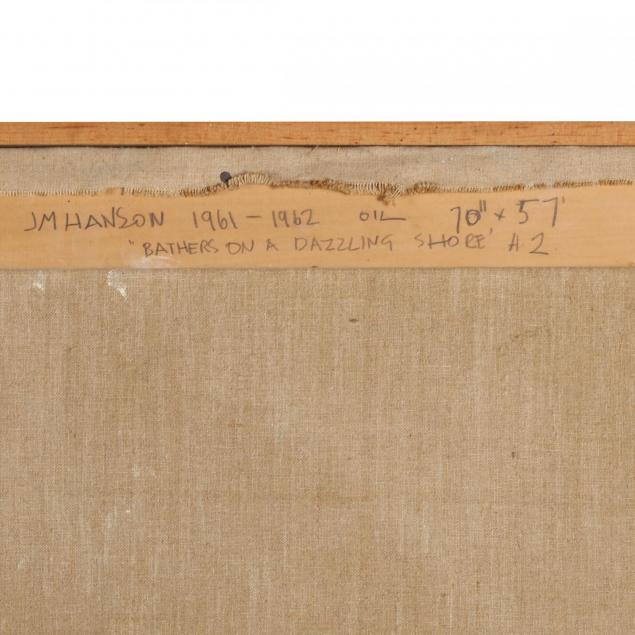 JM HANSON 1961-1962 OIL 70" x 57'
"BATHERS ON A DAZZLING SHORE' #2